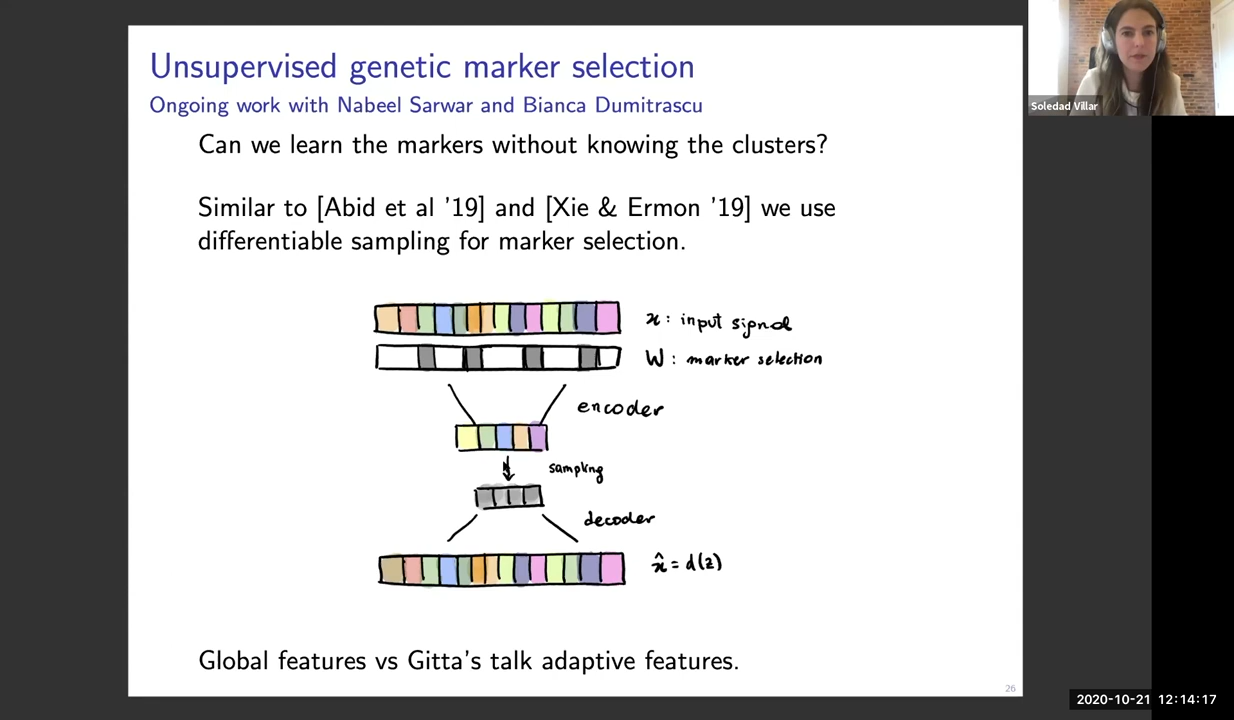 Unsupervised genetic marker selection
Ongoing work with Nabeel Sarwar and Bianca Dumitrascu
Can we learn the markers without knowing the clusters?
Similar to [Abid et al ’19] and [Xie & Ermon ’19] we use
differentiable sampling for marker selection.
x : input signal
W : marker selection
encoder
sampling
decoder
x̂ = d(z)
Global features vs Gitta’s talk adaptive features.
26
Soledad Villar
2020-10-21 12:14:17